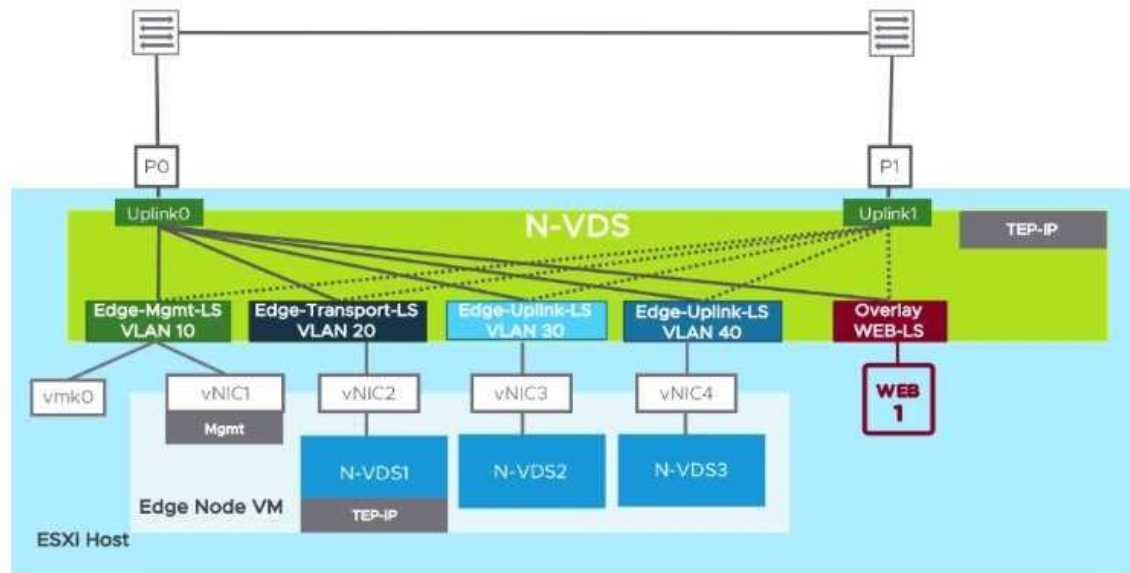 P0
P1
Uplink0
N-VDS
Uplink1
TEP-IP
Edge-Mgmt-LS
VLAN 10
Edge-Transport-LS
VLAN 20
Edge-Uplink-LS
VLAN 30
Edge-Uplink-LS
VLAN 40
Overlay
WEB-LS
vmk0
vNIC1
Mgmt
vNIC2
vNIC3
vNIC4
WEB
1
N-VDS1
TEP-IP
N-VDS2
N-VDS3
Edge Node VM
ESXI Host